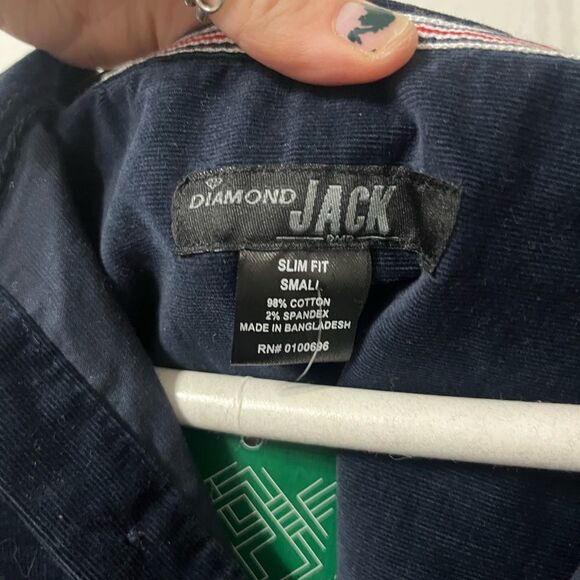 DIAMOND JACK
SLIM FIT
SMALL
98% COTTON
2% SPANDEX
MADE IN BANGLADESH
RN# 0100696